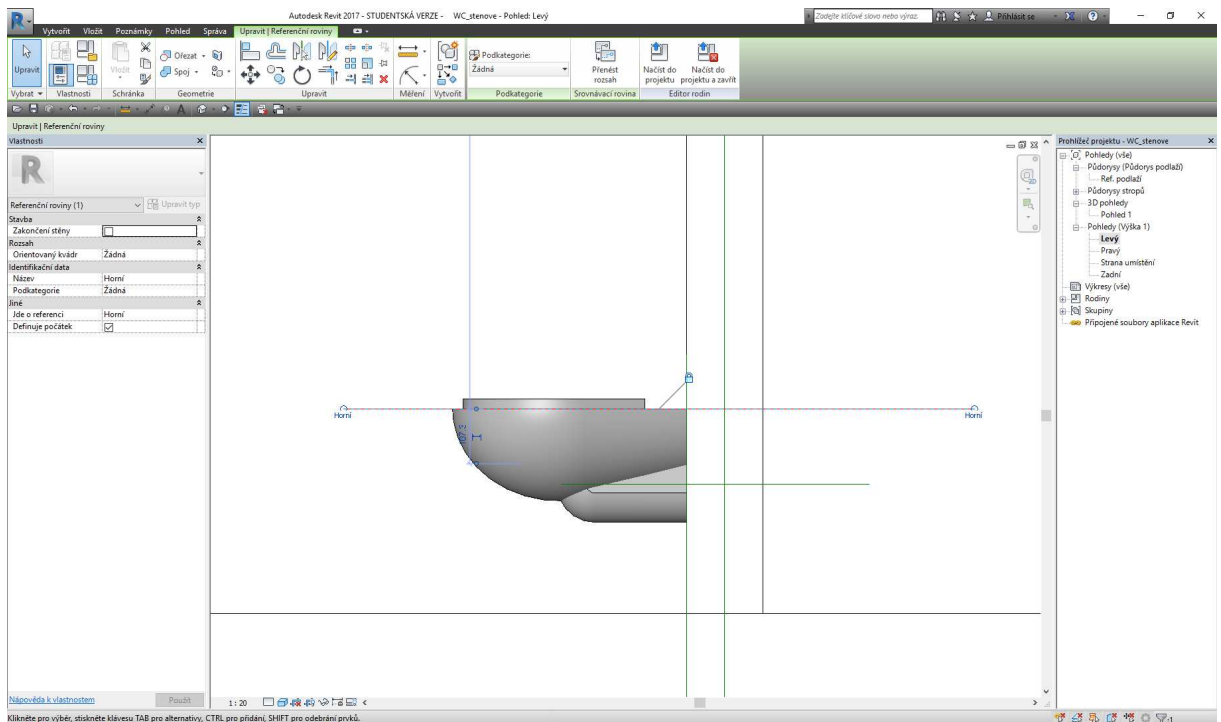 Autodesk Revit 2017 - STUDENTSKÁ VERZE - WC_stenove - Pohled: Levý
Zadejte klíčové slovo nebo výraz.
Přihlásit se
Vytvořit Vložit Poznámky Pohled Správa Upravit | Referenční roviny
Upravit
Vložit
Ořezat
Spoj
Podkategorie:
Žádná
Přenést
rozsah
Načíst do
projektu
Načíst do
projektu a zavřít
Vybrat Vlastnosti Schránka Geometrie Upravit Měření Vytvořit Podkategorie Srovnávací rovina Editor rodin
Upravit | Referenční roviny
Vlastnosti
Referenční roviny (1)
Upravit typ
Stavba
Zakončení stěny
Rozsah
Orientovaný kvádr Žádná
Identifikační data
Název Horní
Podkategorie Žádná
Jiné
Jde o referenci Horní
Definuje počátek
Nápověda k vlastnostem
Použít
Horní
Horní
1 : 20
Prohlížeč projektu - WC_stenove
Pohledy (vše)
Půdorysy (Půdorys podlaží)
Ref. podlaží
Půdorysy stropů
3D pohledy
Pohled 1
Pohledy (Výška 1)
Levý
Pravý
Strana umístění
Zadní
Výkresy (vše)
Rodiny
Skupiny
Připojené soubory aplikace Revit
Klikněte pro výběr, stiskněte klávesu TAB pro alternativy, CTRL pro přidání, SHIFT pro odebrání prvků.
:1